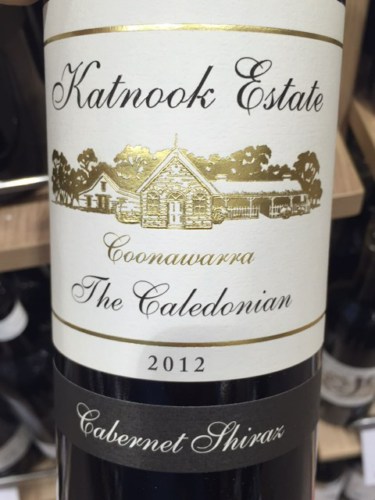 Katnook Estate
Coonawarra
The Caledonian
2012
Cabernet Shiraz